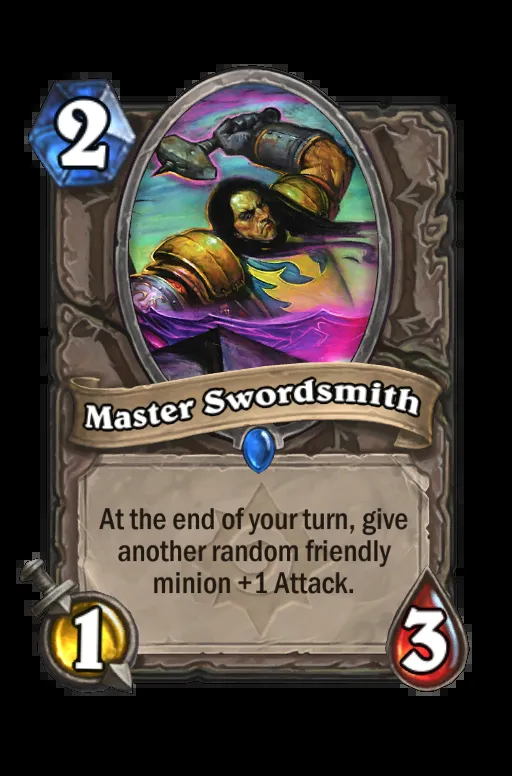 2
Master Swordsmith
At the end of your turn, give
another random friendly
minion +1 Attack.
1
3